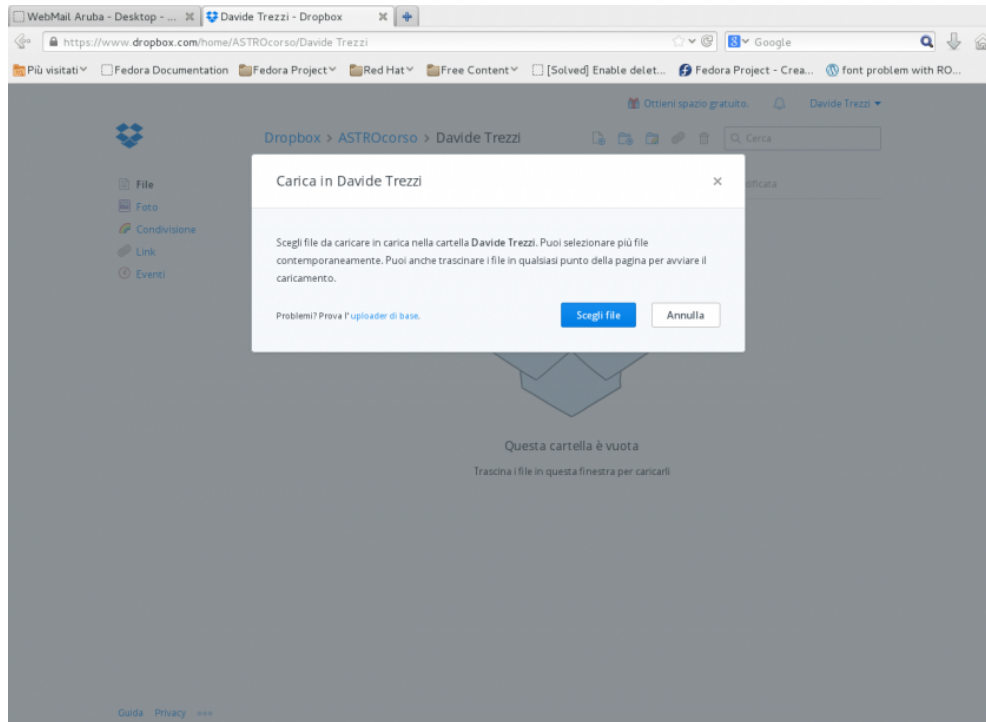 WebMail Aruba - Desktop - ...
Davide Trezzi - Dropbox
https://www.dropbox.com/home/ASTROcorso/Davide Trezzi
Google
Più visitati
Fedora Documentation
Fedora Project
Red Hat
Free Content
[Solved] Enable delet...
Fedora Project - Crea...
font problem with RO...
Ottieni spazio gratuito.
Davide Trezzi
Dropbox > ASTROcorso > Davide Trezzi
Cerca
File
Foto
Condivisione
Link
Eventi
Carica in Davide Trezzi
Scegli file da caricare in carica nella cartella Davide Trezzi. Puoi selezionare più file
contemporaneamente. Puoi anche trascinare i file in qualsiasi punto della pagina per avviare il
caricamento.
Problemi? Prova l' uploader di base.
Scegli file
Annulla
Questa cartella è vuota
Trascina i file in questa finestra per caricarli
Guida Privacy